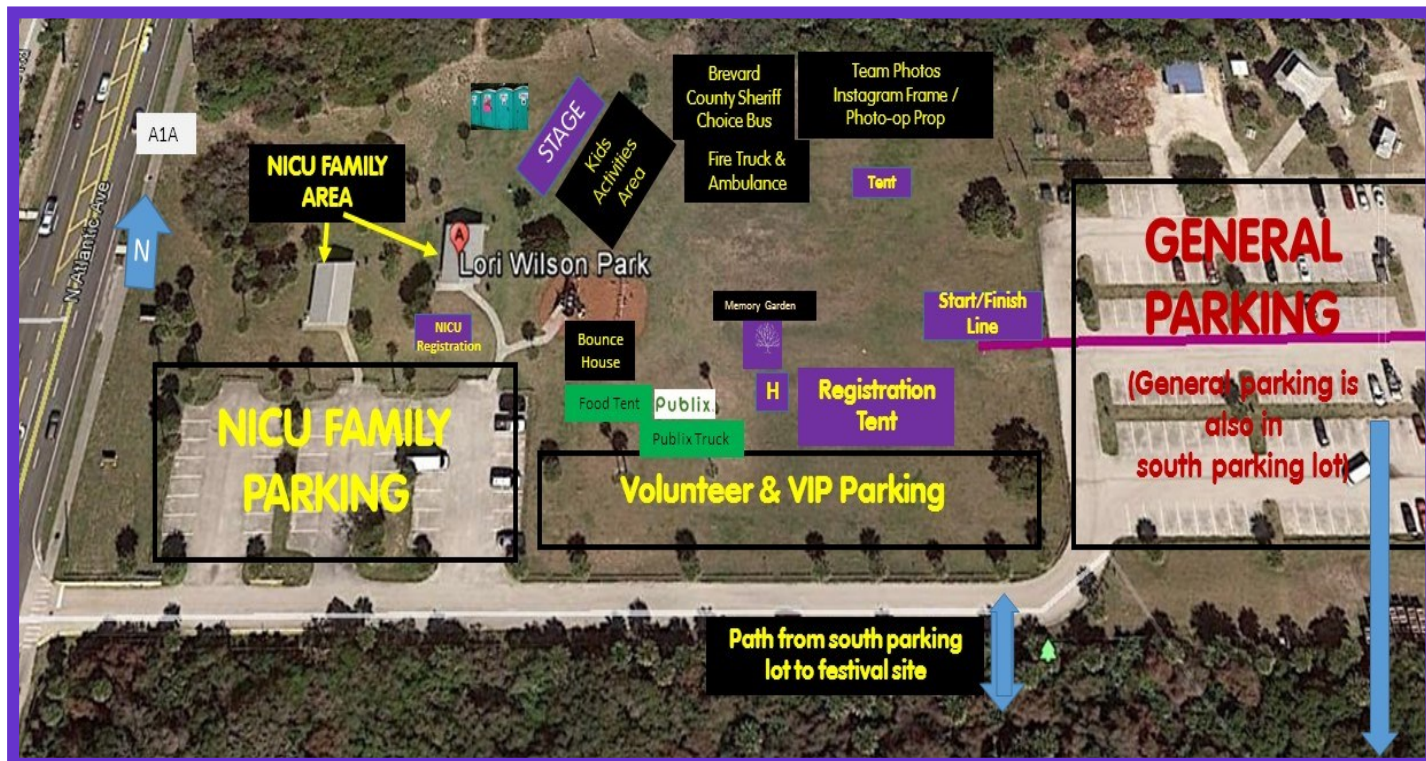 A1A
N Atlantic Ave
N
NICU FAMILY
AREA
STAGE
Kids
Activities
Area
Brevard
County Sheriff
Choice Bus
Team Photos
Instagram Frame /
Photo-op Prop
Fire Truck &
Ambulance
Tent
A
Lori Wilson Park
NICU
Registration
Bounce
House
Memory Garden
Start/Finish
Line
GENERAL
PARKING
(General parking is
also in
south parking lot)
H
Registration
Tent
Food Tent
Publix.
Publix Truck
NICU FAMILY
PARKING
Volunteer & VIP Parking
Path from south parking
lot to festival site